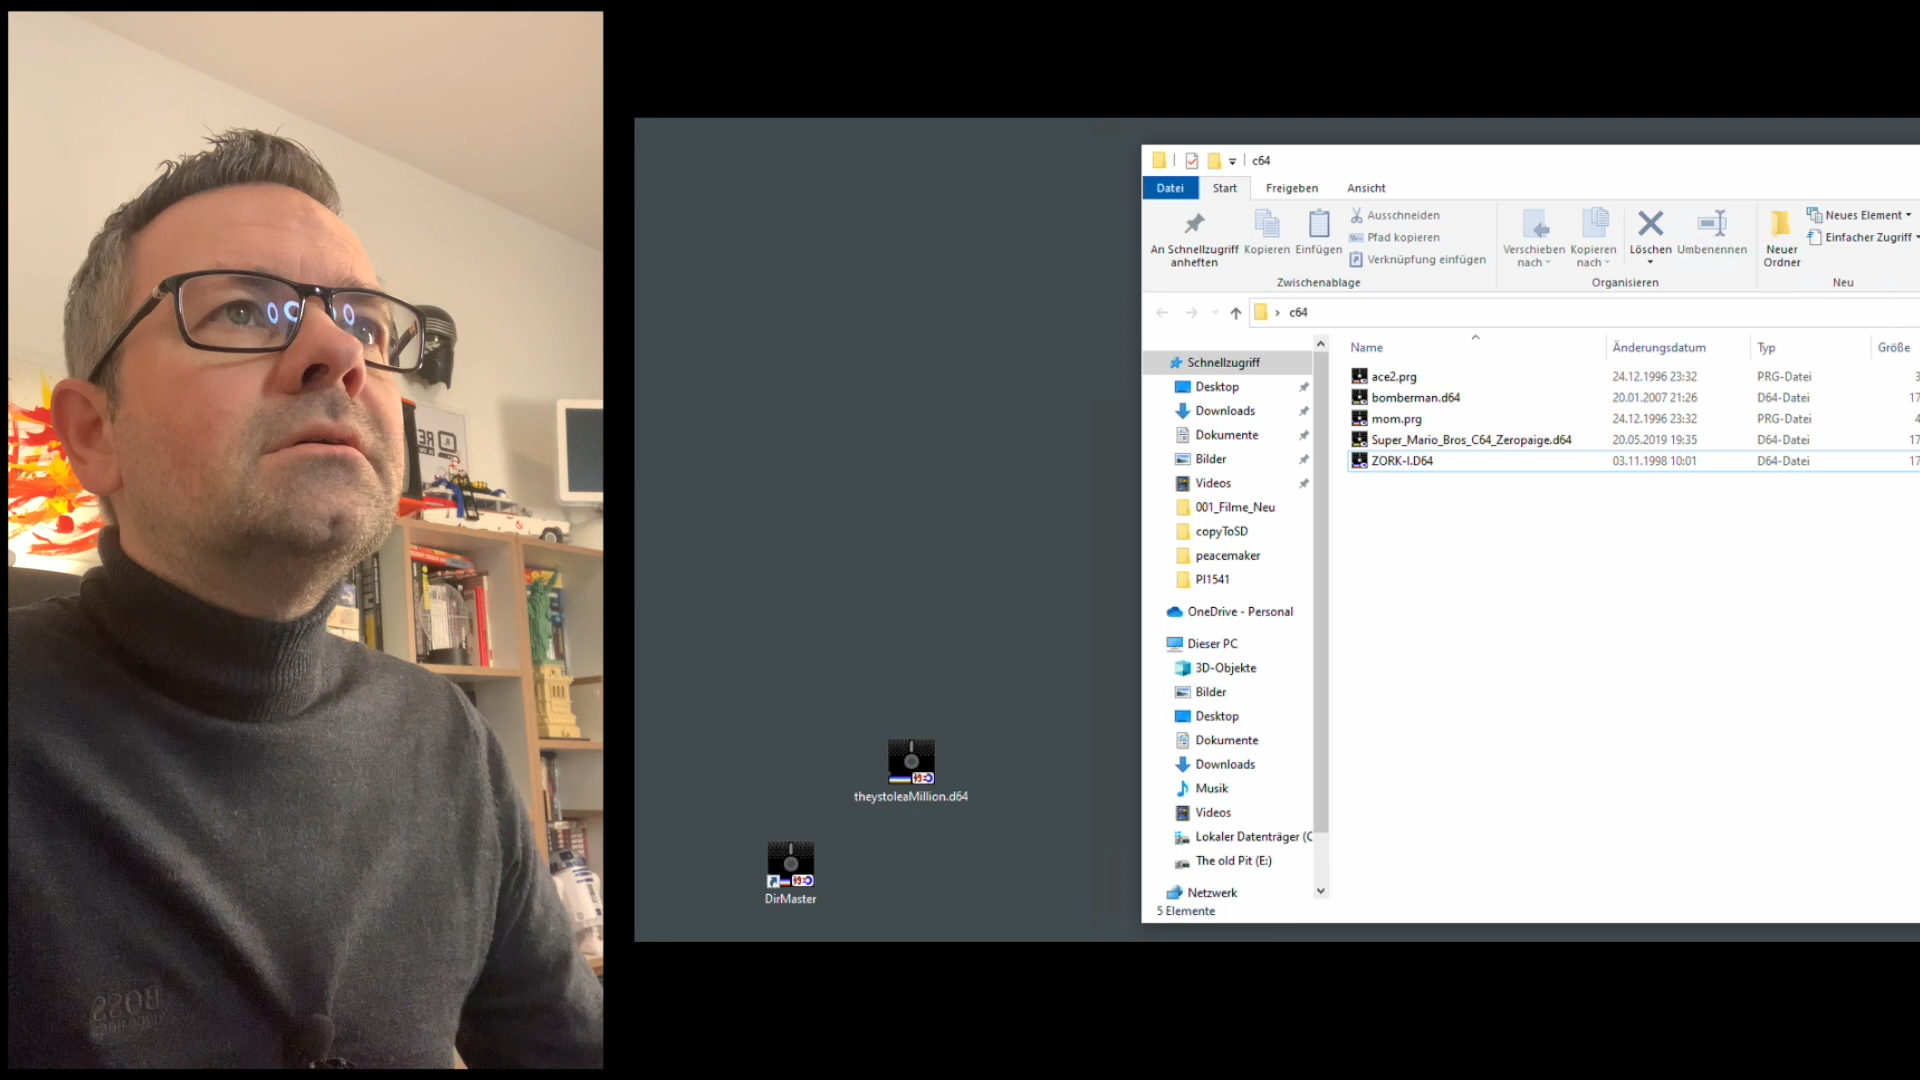 c64
Datei Start Freigeben Ansicht
An Schnellzugriff anheften
Kopieren
Einfügen
Ausschneiden
Pfad kopieren
Verknüpfung einfügen
Zwischenablage
Verschieben nach
Kopieren nach
Löschen
Umbenennen
Organisieren
Neuer Ordner
Neues Element
Einfacher Zugriff
Neu
c64
Name Änderungsdatum Typ Größe
ace2.prg 24.12.1996 23:32 PRG-Datei
bomberman.d64 20.01.2007 21:26 D64-Datei 17
mom.prg 24.12.1996 23:32 PRG-Datei
Super_Mario_Bros_C64_Zeropaige.d64 20.05.2019 19:35 D64-Datei 17
ZORK-I.D64 03.11.1998 10:01 D64-Datei 17
Schnellzugriff
Desktop
Downloads
Dokumente
Bilder
Videos
001_Filme_Neu
copyToSD
peacemaker
PI1541
OneDrive - Personal
Dieser PC
3D-Objekte
Bilder
Desktop
Dokumente
Downloads
Musik
Videos
Lokaler Datenträger (C
The old Pit (E:)
Netzwerk
5 Elemente
theystoleaMillion.d64
DirMaster
BOSS